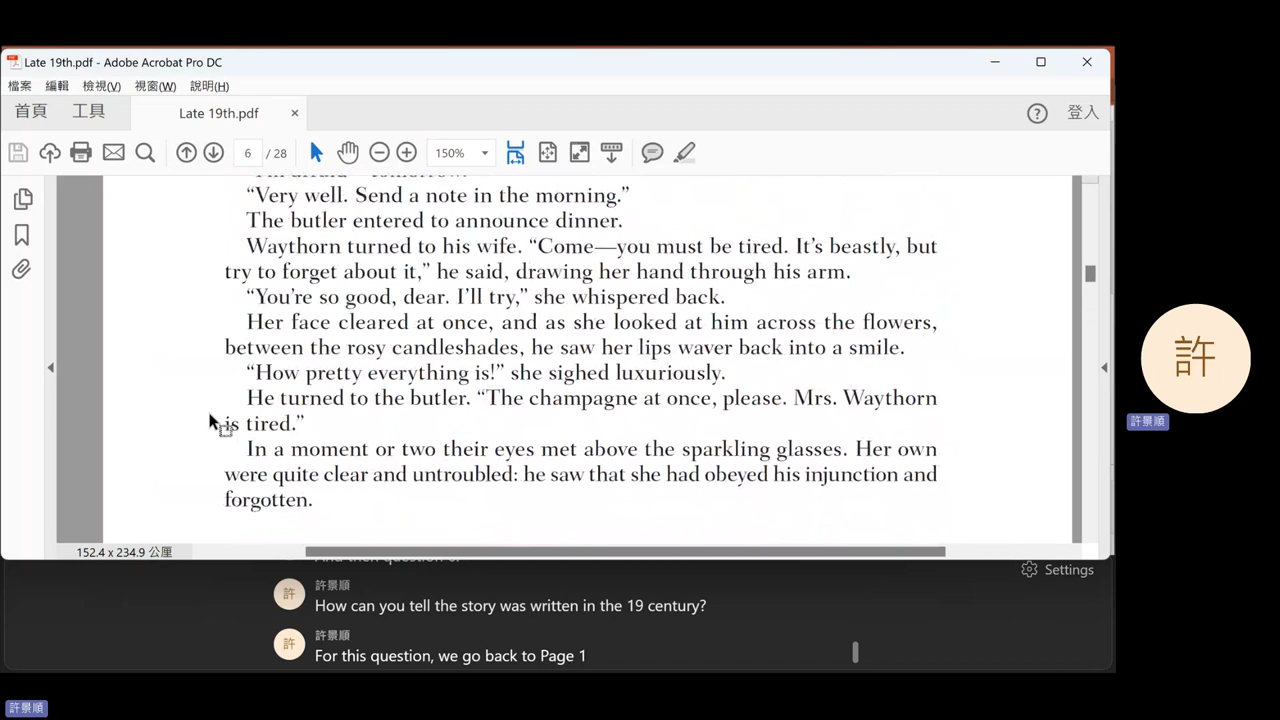 Late 19th.pdf - Adobe Acrobat Pro DC
檔案 編輯 檢視(V) 視窗(W) 說明(H)
首頁 工具 Late 19th.pdf × ? 登入
6 / 28 150%
“Very well. Send a note in the morning.”
The butler entered to announce dinner.
Waythorn turned to his wife. “Come—you must be tired. It’s beastly, but
try to forget about it,” he said, drawing her hand through his arm.
“You’re so good, dear. I’ll try,” she whispered back.
Her face cleared at once, and as she looked at him across the flowers,
between the rosy candleshades, he saw her lips waver back into a smile.
“How pretty everything is!” she sighed luxuriously.
He turned to the butler. “The champagne at once, please. Mrs. Waythorn
is tired.”
In a moment or two their eyes met above the sparkling glasses. Her own
were quite clear and untroubled: he saw that she had obeyed his injunction and
forgotten.
152.4 x 234.9 公厘
Settings
許 許景順
How can you tell the story was written in the 19 century?
許 許景順
For this question, we go back to Page 1
許
許景順
許景順